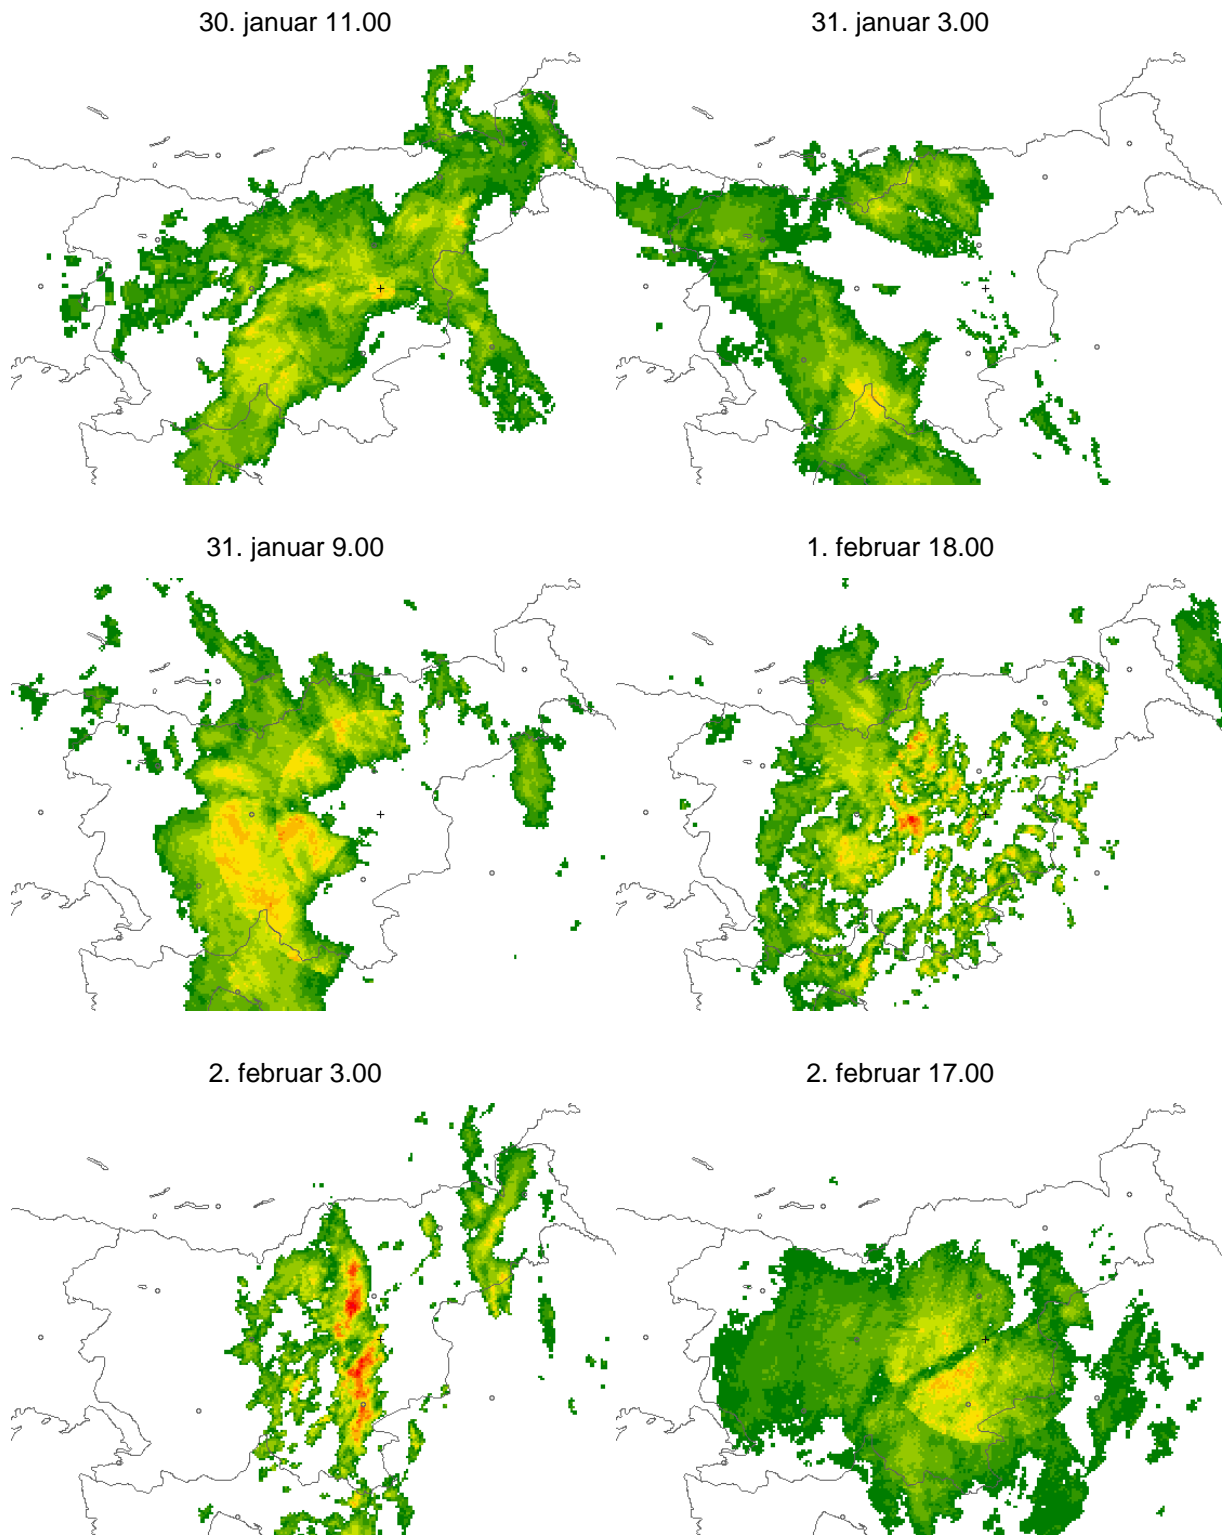 30. januar 11.00
31. januar 3.00
31. januar 9.00
1. februar 18.00
2. februar 3.00
2. februar 17.00